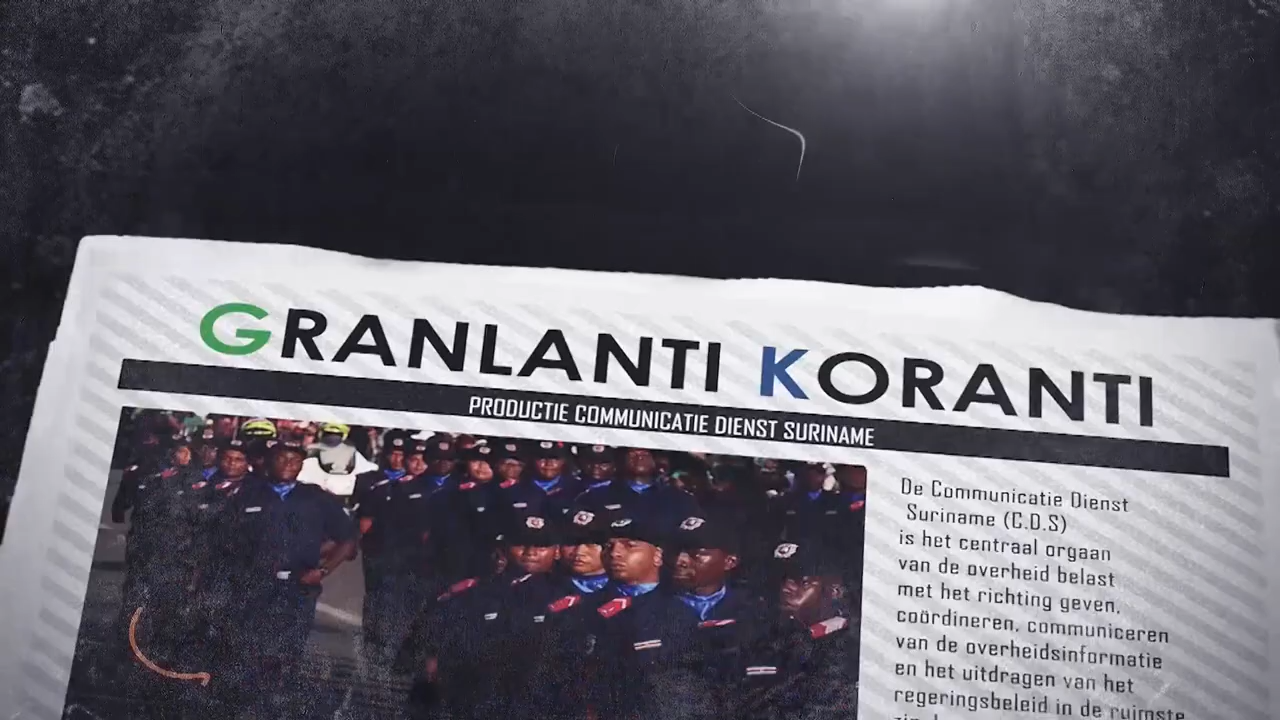 GRANLANTI KORANTI
PRODUCTIE COMMUNICATIE DIENST SURINAME
De Communicatie Dienst
Suriname (C.D.S)
is het centraal orgaan
van de overheid belast
met het richting geven,
coördineren, communiceren
van de overheidsinformatie
en het uitdragen van het
regeringsbeleid in de ruimste